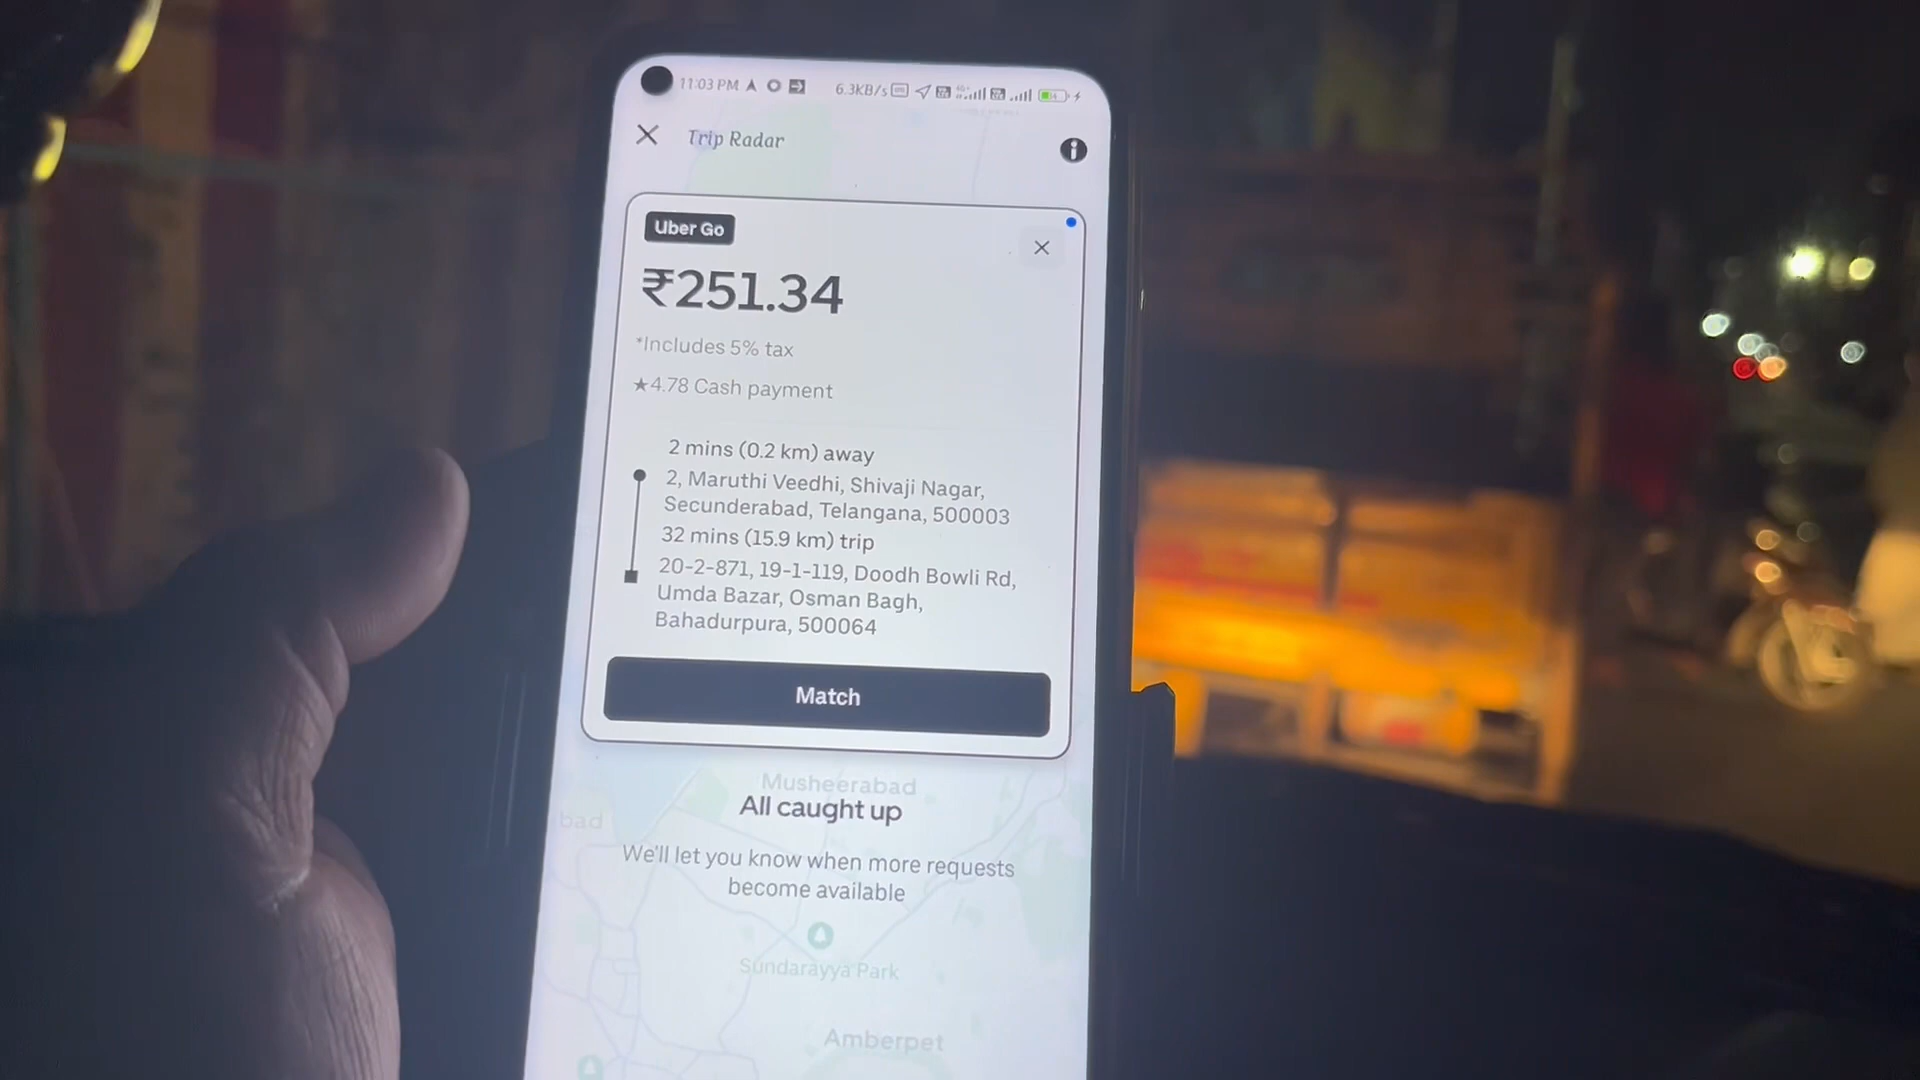 11:03 PM 6.3KB/s
Trip Radar
Uber Go
₹251.34
*Includes 5% tax
★4.78 Cash payment
2 mins (0.2 km) away
2, Maruthi Veedhi, Shivaji Nagar,
Secunderabad, Telangana, 500003
32 mins (15.9 km) trip
20-2-871, 19-1-119, Doodh Bowli Rd,
Umda Bazar, Osman Bagh,
Bahadurpura, 500064
Match
Musheerabad
All caught up
bad
We'll let you know when more requests
become available
Sundarayya Park
Amberpet